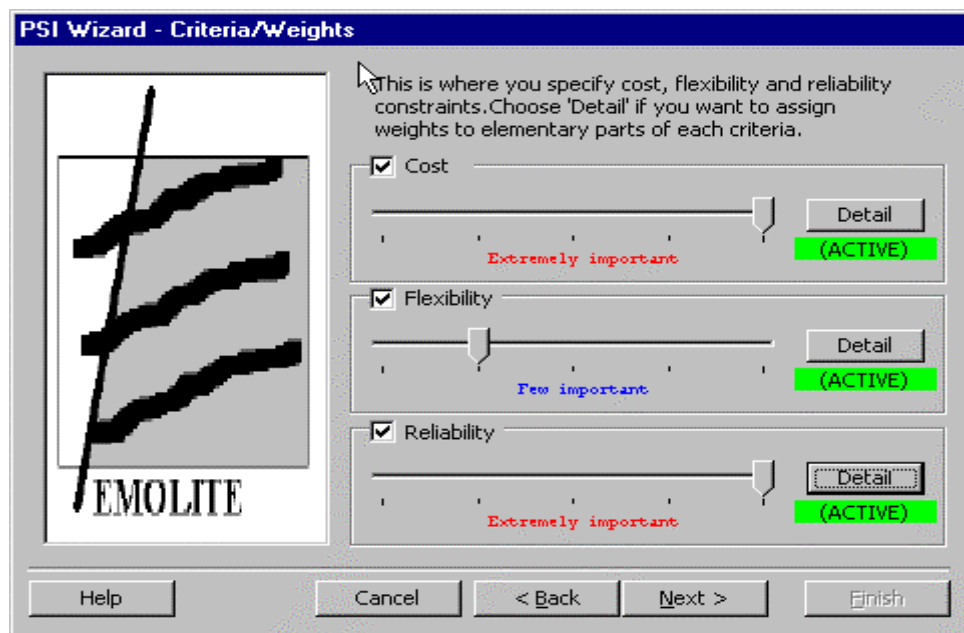 PSI Wizard - Criteria/Weights
This is where you specify cost, flexibility and reliability
constraints.Choose 'Detail' if you want to assign
weights to elementary parts of each criteria.
Cost
Detail
Extremely important
(ACTIVE)
Flexibility
Detail
Few important
(ACTIVE)
Reliability
Detail
Extremely important
(ACTIVE)
EMOLITE
Help
Cancel
< Back
Next >
Finish